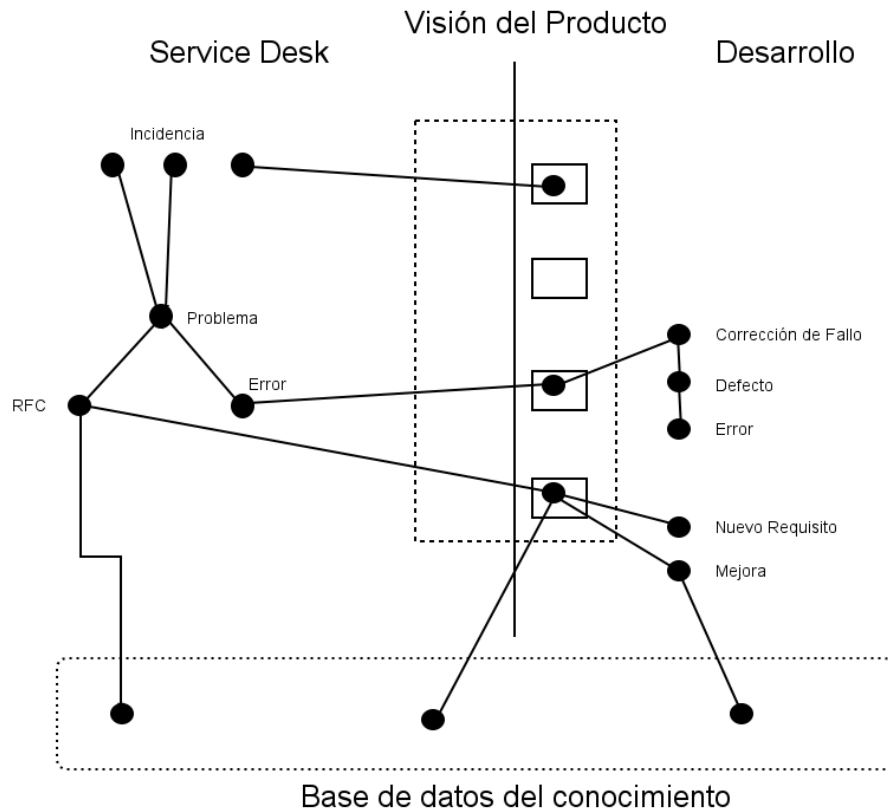 Visión del Producto
Service Desk
Desarrollo
Incidencia
Problema
Corrección de Fallo
Error
Defecto
RFC
Error
Nuevo Requisito
Mejora
Base de datos del conocimiento